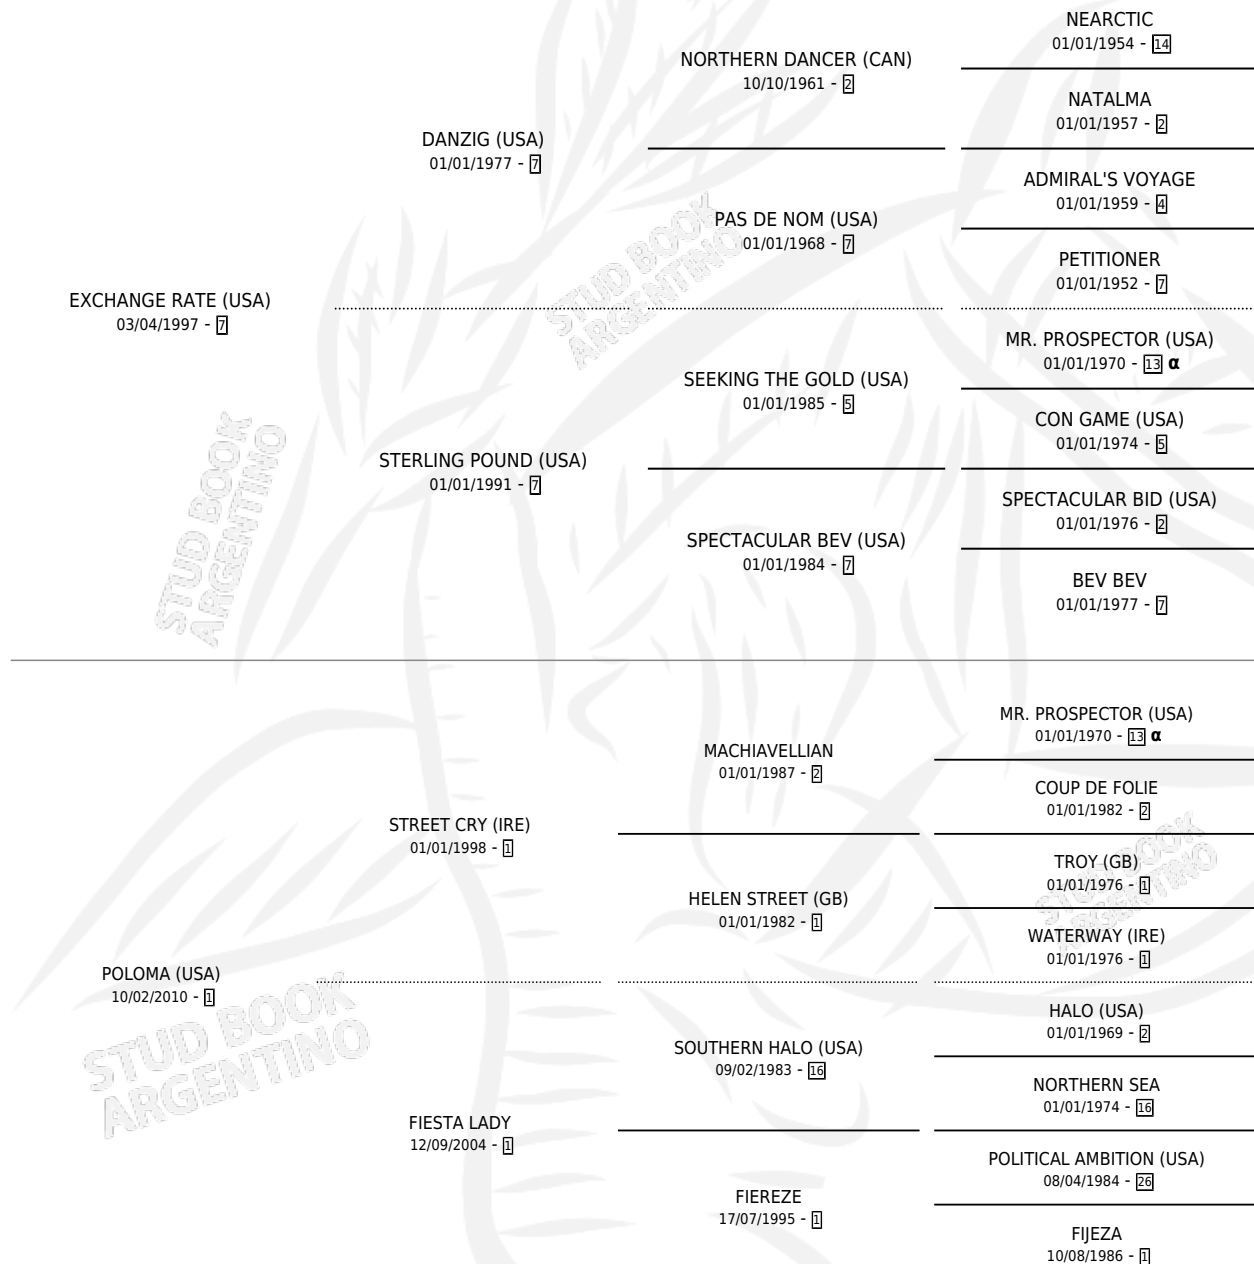 NEARCTIC
01/01/1954 - 14
NORTHERN DANCER (CAN)
10/10/1961 - 2
NATALMA
01/01/1957 - 2
DANZIG (USA)
01/01/1977 - 7
ADMIRAL'S VOYAGE
01/01/1959 - 4
PAS DE NOM (USA)
01/01/1968 - 7
PETITIONER
01/01/1952 - 7
EXCHANGE RATE (USA)
03/04/1997 - 7
MR. PROSPECTOR (USA)
01/01/1970 - 13 α
SEEKING THE GOLD (USA)
01/01/1985 - 5
CON GAME (USA)
01/01/1974 - 5
STERLING POUND (USA)
01/01/1991 - 7
SPECTACULAR BID (USA)
01/01/1976 - 2
SPECTACULAR BEV (USA)
01/01/1984 - 7
BEV BEV
01/01/1977 - 7
MR. PROSPECTOR (USA)
01/01/1970 - 13 α
MACHIAVELLIAN
01/01/1987 - 2
COUP DE FOLIE
01/01/1982 - 2
STREET CRY (IRE)
01/01/1998 - 1
TROY (GB)
01/01/1976 - 1
HELEN STREET (GB)
01/01/1982 - 1
WATERWAY (IRE)
01/01/1976 - 1
POLOMA (USA)
10/02/2010 - 1
HALO (USA)
01/01/1969 - 2
SOUTHERN HALO (USA)
09/02/1983 - 16
NORTHERN SEA
01/01/1974 - 16
FIESTA LADY
12/09/2004 - 1
POLITICAL AMBITION (USA)
08/04/1984 - 26
FIEREZE
17/07/1995 - 1
FIJEZA
10/08/1986 - 1
STUD BOOK
ARGENTINO
STUD BOOK
ARGENTINO
STUD BOOK
ARGENTINO
STUD BOOK
ARGENTINO